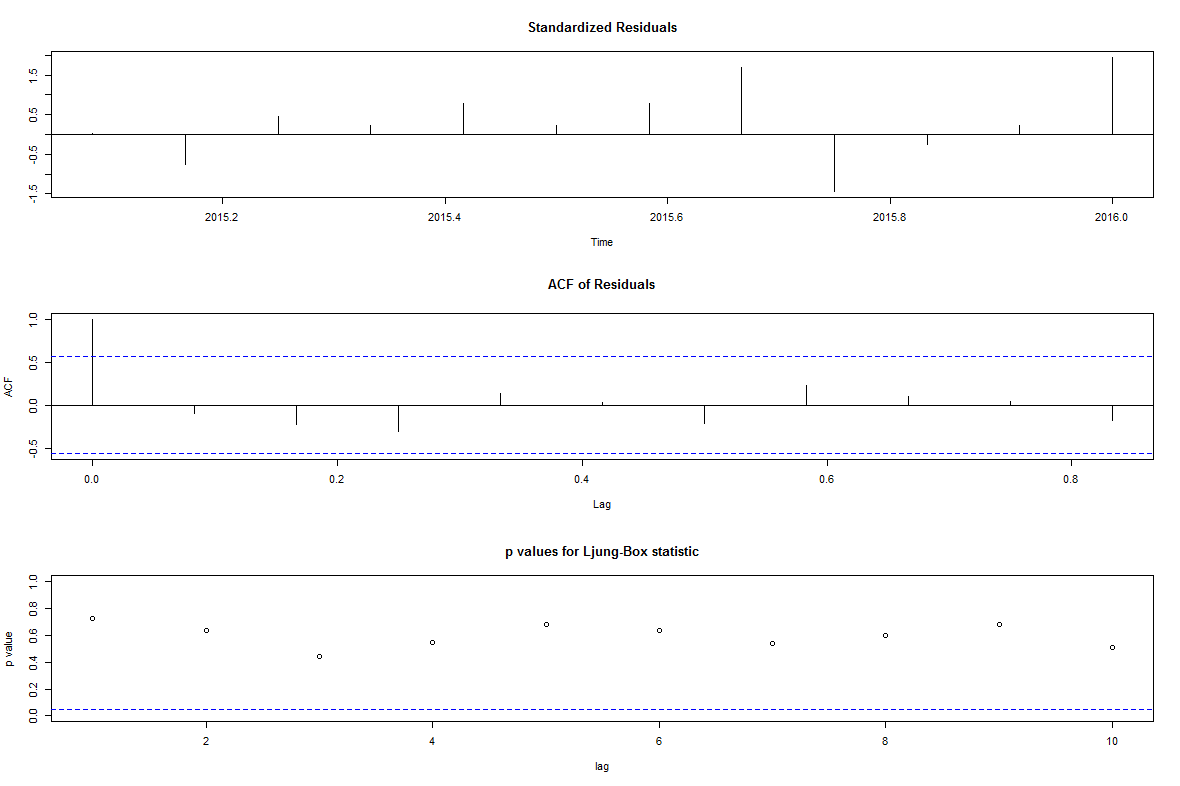 Standardized Residuals
1.5
0.5
-0.5
-1.5
2015.2 2015.4 2015.6 2015.8 2016.0
Time
ACF of Residuals
ACF
1.0
0.5
0.0
-0.5
0.0 0.2 0.4 0.6 0.8
Lag
p values for Ljung-Box statistic
p value
1.0
0.8
0.6
0.4
0.2
0.0
2 4 6 8 10
lag